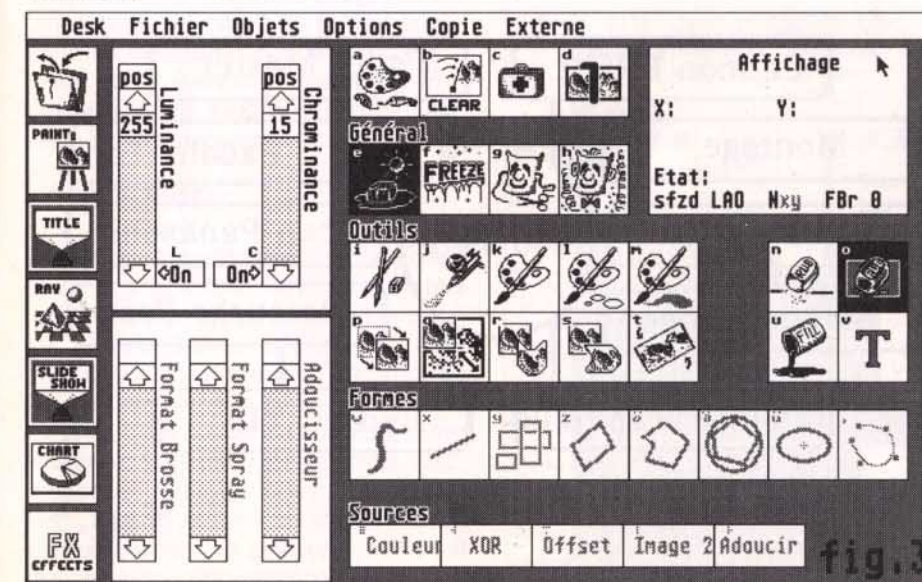 Desk Fichier Objets Options Copie Externe
PAINT
TITLE
RAY
SLIDE SHOW
CHART
FX EFFECTS
pos
255
Luminance
L
On
pos
15
Chrominance
C
On
Format Brosse
Format Spray
Adoucisseur
a b c d
CLEAR
Général
e f g h
FREEZE
Outils
i j k l m n o
p q r s t u v
FILL
T
Formes
w x y z ö ä ü
Sources
Couleur XOR Offset Image 2 Adoucir
Affichage
X: Y:
Etat:
sfzd LAO Nxy FBr 0
fig.